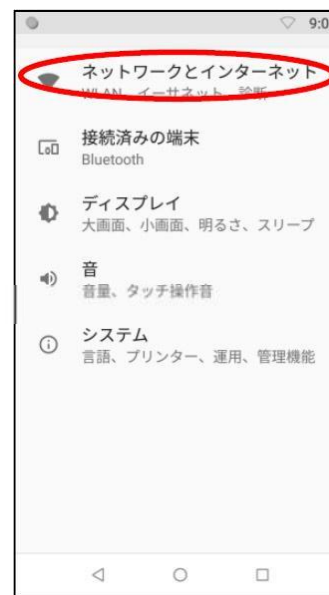 9:0
ネットワークとインターネット
WLAN、イーサネット、診断
接続済みの端末
Bluetooth
ディスプレイ
大画面、小画面、明るさ、スリープ
音
音量、タッチ操作音
システム
言語、プリンター、運用、管理機能